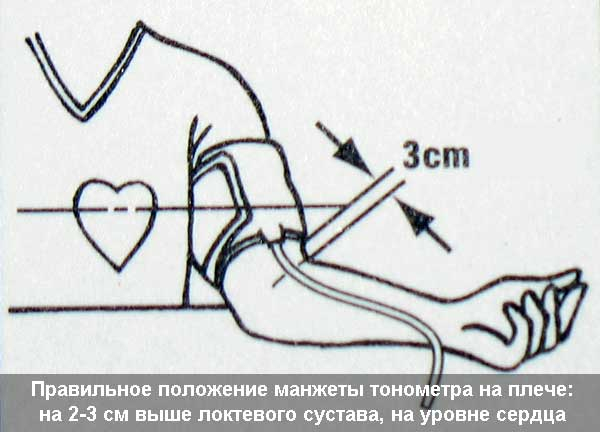 3cm
Правильное положение манжеты тонометра на плече:
на 2-3 см выше локтевого сустава, на уровне сердца